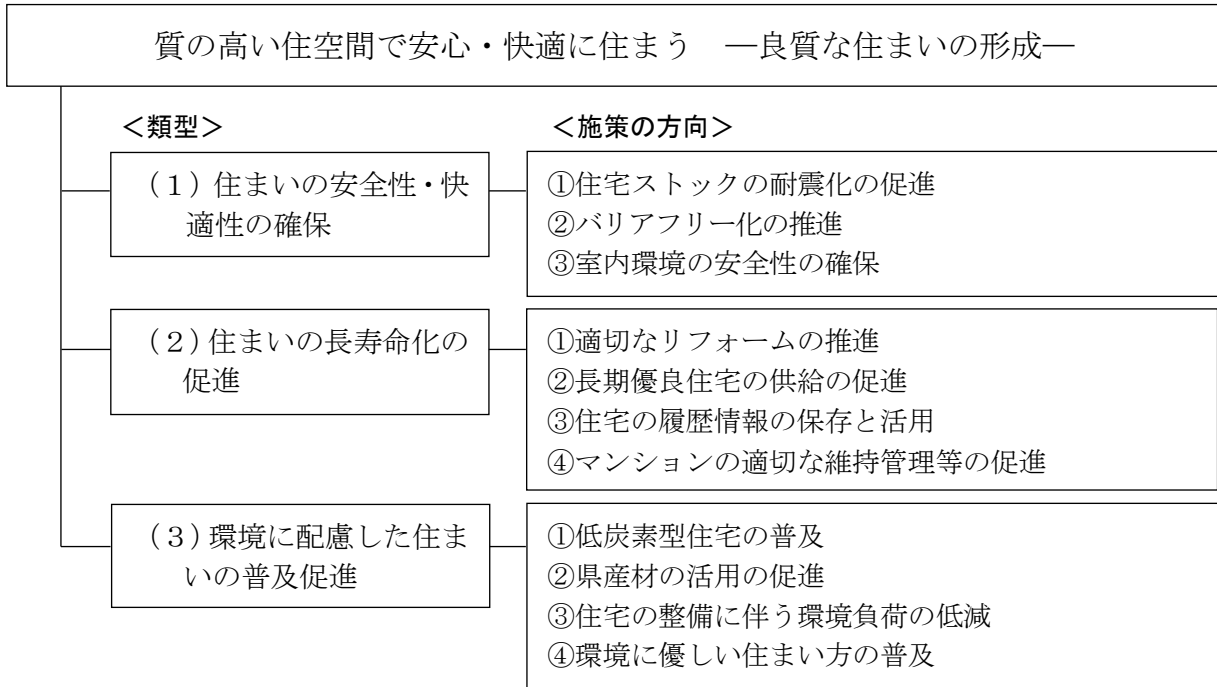 質の高い住空間で安心・快適に住まう　―良質な住まいの形成―
＜類型＞
＜施策の方向＞
（１）住まいの安全性・快
適性の確保
①住宅ストックの耐震化の促進
②バリアフリー化の推進
③室内環境の安全性の確保
（２）住まいの長寿命化の
促進
①適切なリフォームの推進
②長期優良住宅の供給の促進
③住宅の履歴情報の保存と活用
④マンションの適切な維持管理等の促進
（３）環境に配慮した住ま
いの普及促進
①低炭素型住宅の普及
②県産材の活用の促進
③住宅の整備に伴う環境負荷の低減
④環境に優しい住まい方の普及